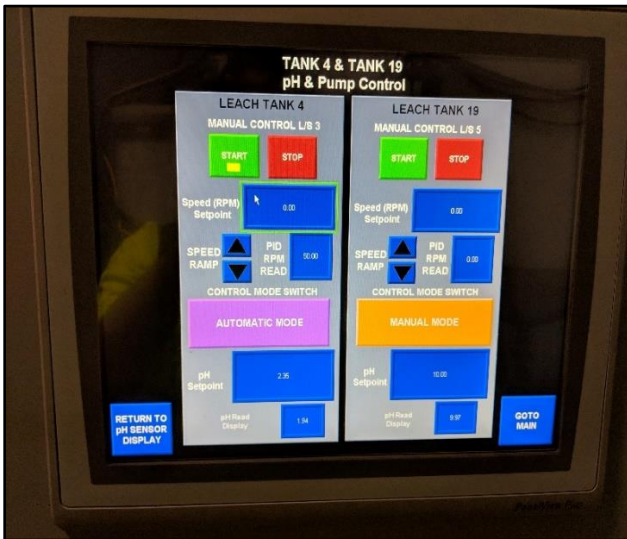 TANK 4 & TANK 19
pH & Pump Control
LEACH TANK 4
MANUAL CONTROL L/S 3
START
STOP
Speed (RPM)
Setpoint
0.00
SPEED
RAMP
PID
RPM
READ
50.00
CONTROL MODE SWITCH
AUTOMATIC MODE
pH
Setpoint
2.35
pH Read
Display
1.94
LEACH TANK 19
MANUAL CONTROL L/S 5
START
STOP
Speed (RPM)
Setpoint
0.00
SPEED
RAMP
PID
RPM
READ
0.00
CONTROL MODE SWITCH
MANUAL MODE
pH
Setpoint
10.00
pH Read
Display
9.97
RETURN TO
pH SENSOR
DISPLAY
GOTO
MAIN
PanelView Plus